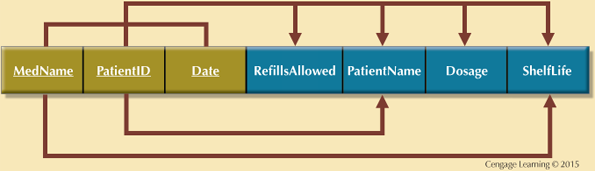 MedName PatientID Date RefillsAllowed PatientName Dosage ShelfLife
Cengage Learning © 2015